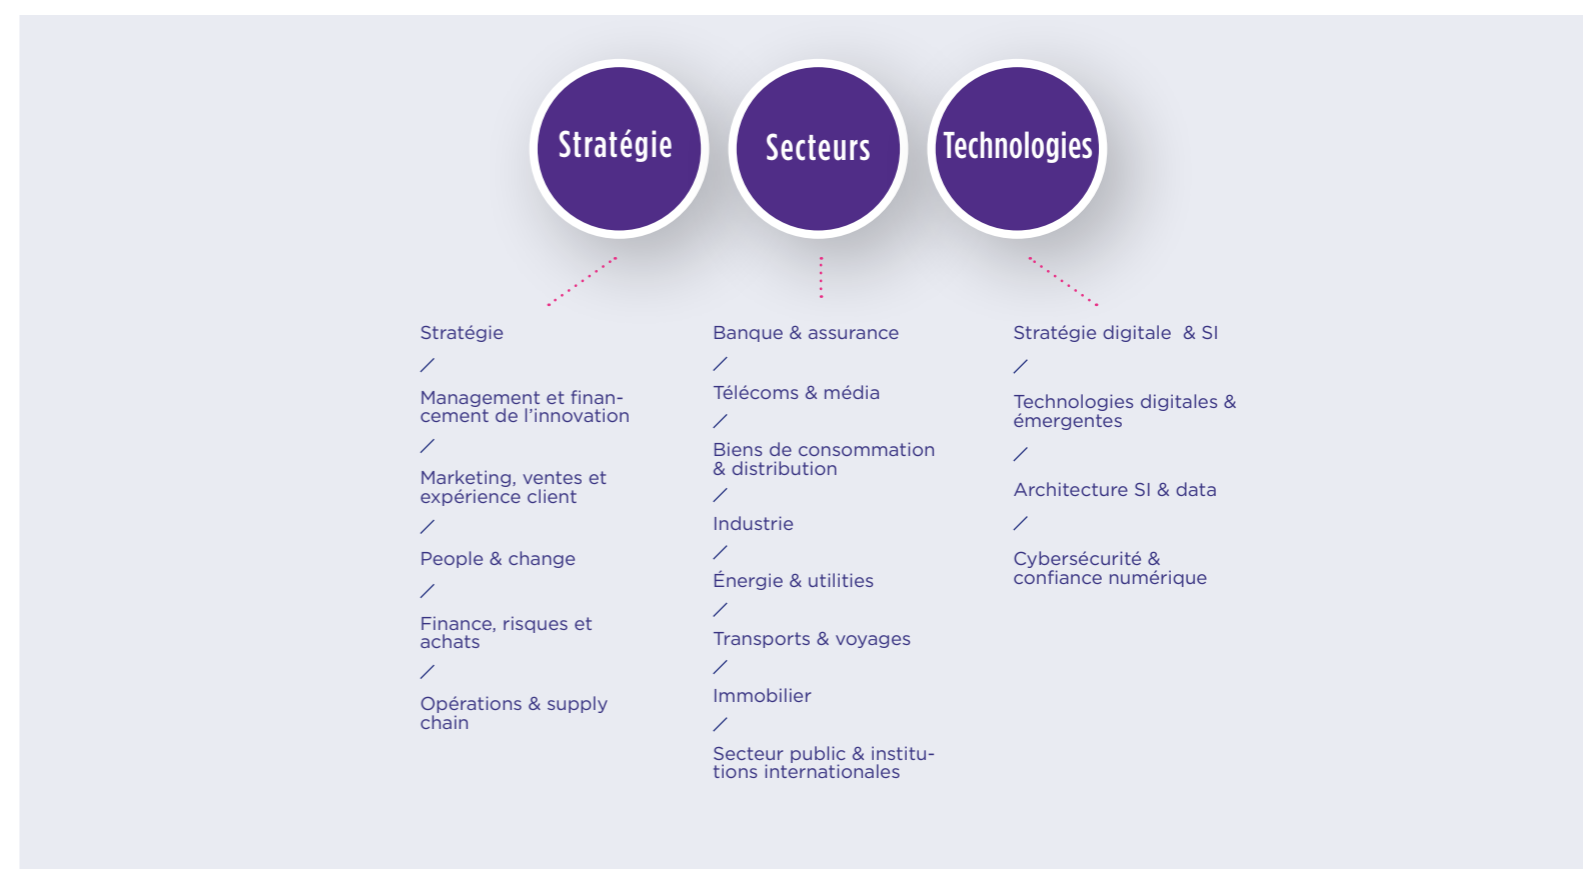 Stratégie
Secteurs
Technologies
Stratégie
/
Management et finan-
cement de l’innovation
/
Marketing, ventes et
expérience client
/
People & change
/
Finance, risques et
achats
/
Opérations & supply
chain
Banque & assurance
/
Télécoms & média
/
Biens de consommation
& distribution
/
Industrie
/
Énergie & utilities
/
Transports & voyages
/
Immobilier
/
Secteur public & institu-
tions internationales
Stratégie digitale & SI
/
Technologies digitales &
émergentes
/
Architecture SI & data
/
Cybersécurité &
confiance numérique